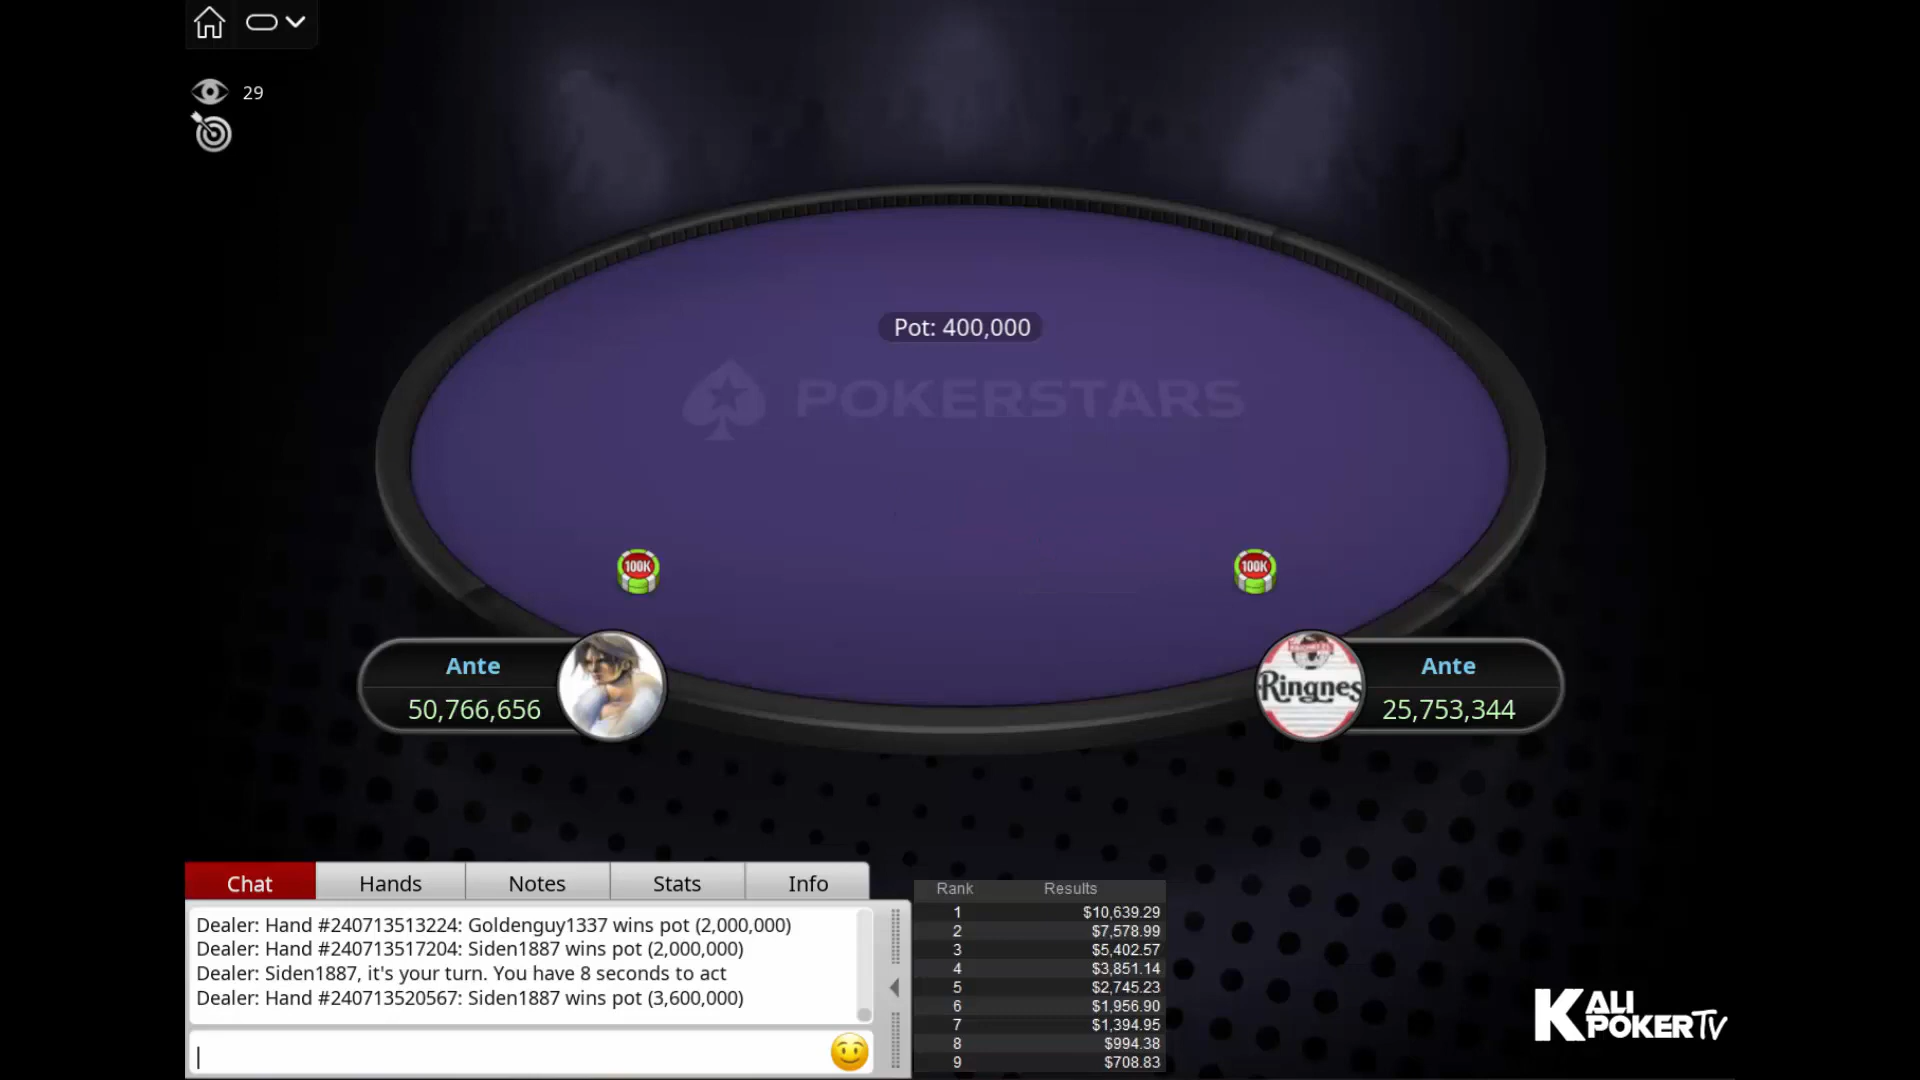 29
Pot: 400,000
POKERSTARS
100K
100K
Ante
50,766,656
Ringnes
Ante
25,753,344
Chat Hands Notes Stats Info
Dealer: Hand #240713513224: Goldenguy1337 wins pot (2,000,000)
Dealer: Hand #240713517204: Siden1887 wins pot (2,000,000)
Dealer: Siden1887, it's your turn. You have 8 seconds to act
Dealer: Hand #240713520567: Siden1887 wins pot (3,600,000)
Rank Results
1 $10,639.29
2 $7,578.99
3 $5,402.57
4 $3,851.14
5 $2,745.23
6 $1,956.90
7 $1,394.95
8 $994.38
9 $708.83
KALI
POKERTV